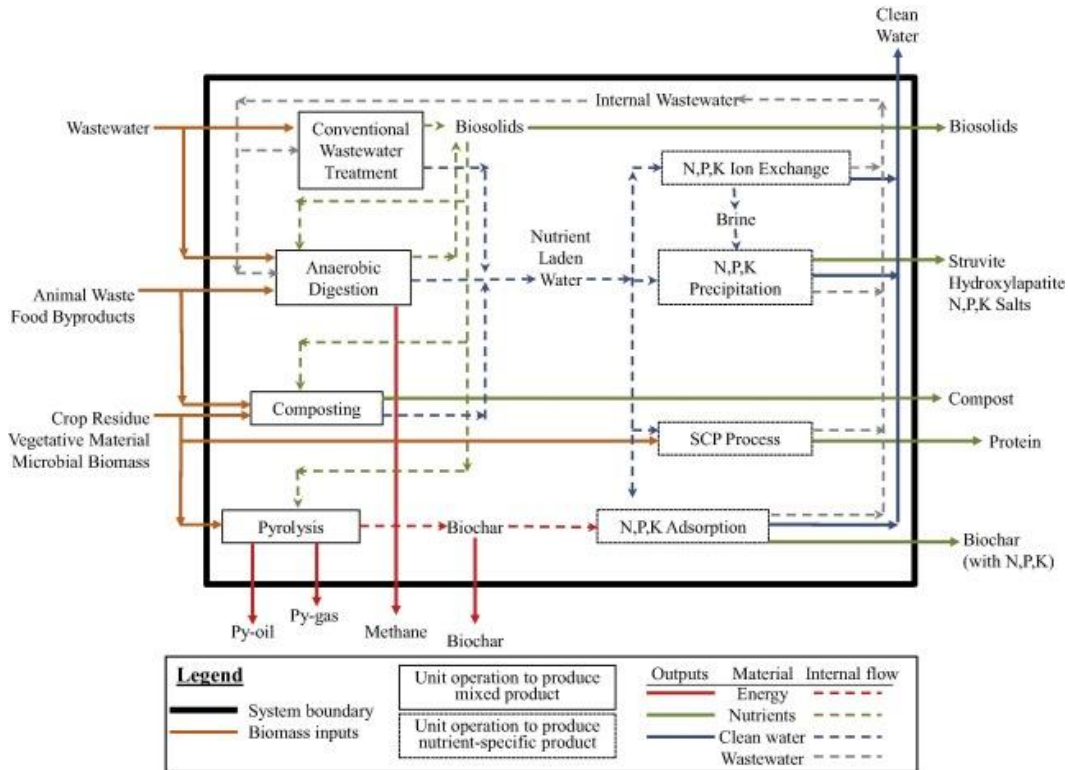 Clean
Water
Internal Wastewater
Wastewater
Conventional
Wastewater
Treatment
Biosolids
Biosolids
N,P,K Ion Exchange
Brine
Nutrient
Laden
Water
Anaerobic
Digestion
N,P,K
Precipitation
Struvite
Hydroxylapatite
N,P,K Salts
Animal Waste
Food Byproducts
Composting
Compost
Crop Residue
Vegetative Material
Microbial Biomass
SCP Process
Protein
Pyrolysis
Biochar
N,P,K Adsorption
Biochar
(with N,P,K)
Py-oil
Py-gas
Methane
Biochar
Legend
System boundary
Biomass inputs
Unit operation to produce
mixed product
Unit operation to produce
nutrient-specific product
Outputs Material Internal flow
Energy
Nutrients
Clean water
Wastewater